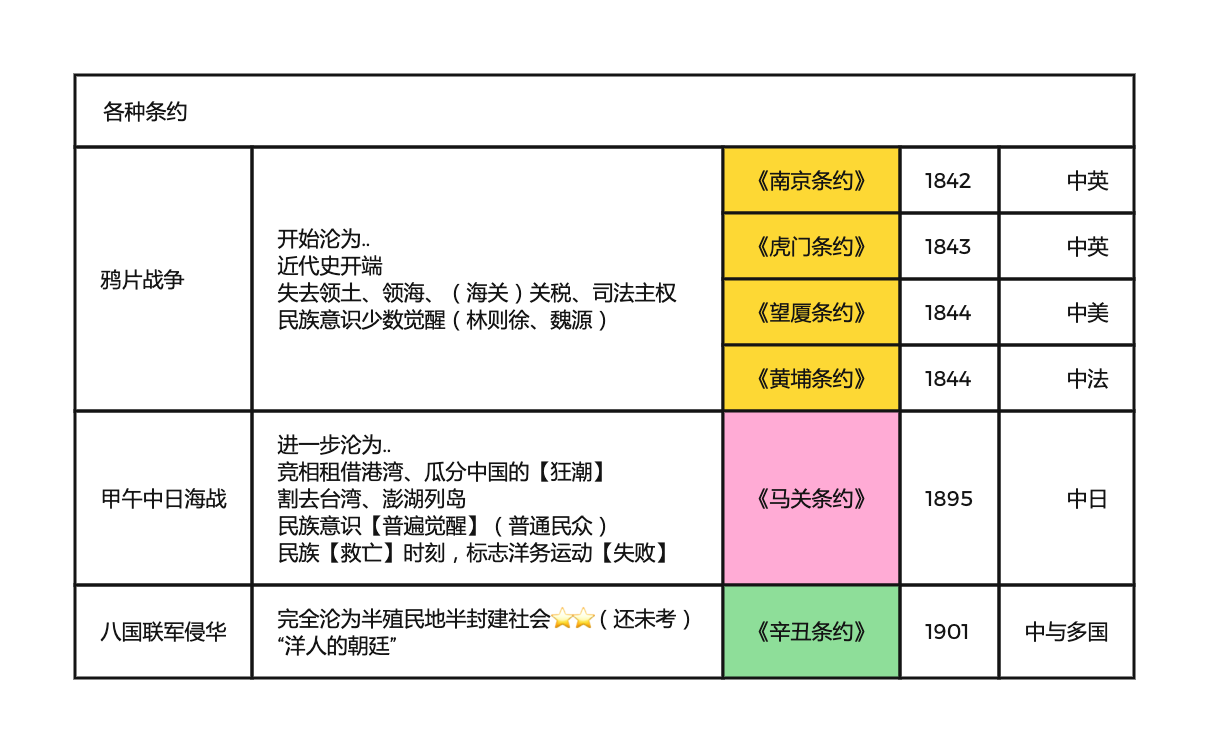 各种条约
鸦片战争
开始沦为..
近代史开端
失去领土、领海、（海关）关税、司法主权
民族意识少数觉醒（林则徐、魏源）
《南京条约》 1842 中英
《虎门条约》 1843 中英
《望厦条约》 1844 中美
《黄埔条约》 1844 中法
甲午中日海战
进一步沦为..
竞相租借港湾、瓜分中国的【狂潮】
割去台湾、澎湖列岛
民族意识【普遍觉醒】（普通民众）
民族【救亡】时刻，标志洋务运动【失败】
《马关条约》 1895 中日
八国联军侵华
完全沦为半殖民地半封建社会⭐⭐（还未考）
“洋人的朝廷”
《辛丑条约》 1901 中与多国